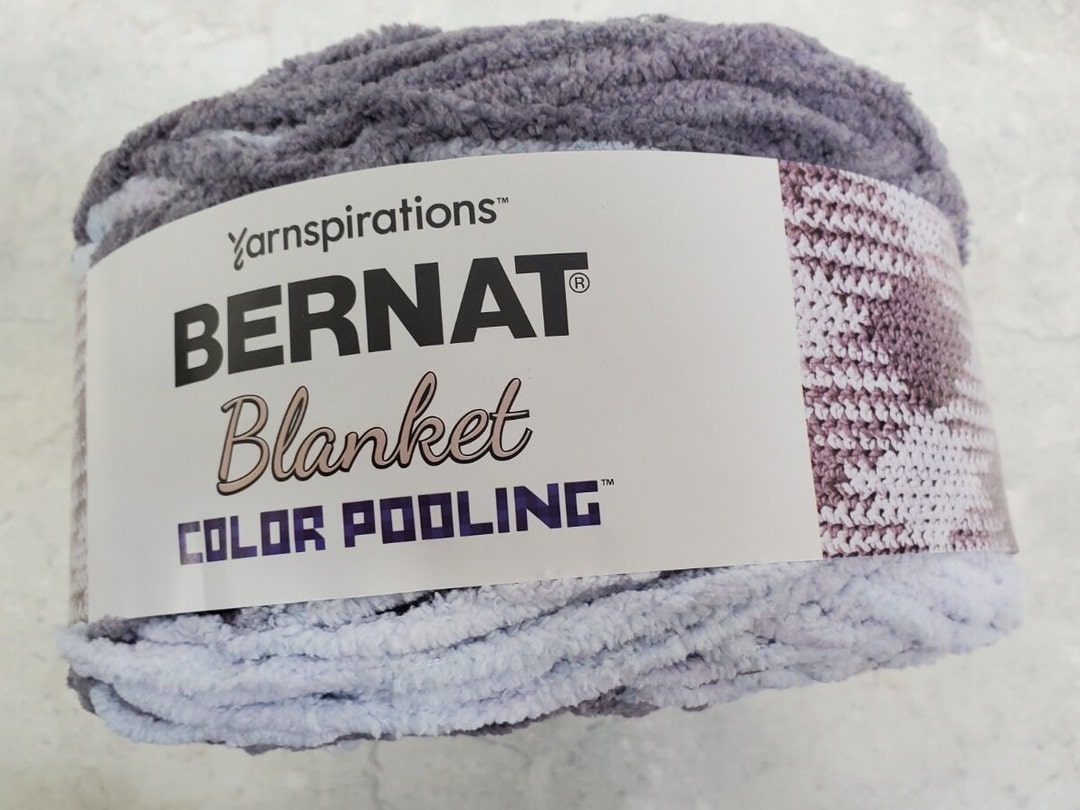 Yarnspirations™
BERNAT®
Blanket
COLOR POOLING™